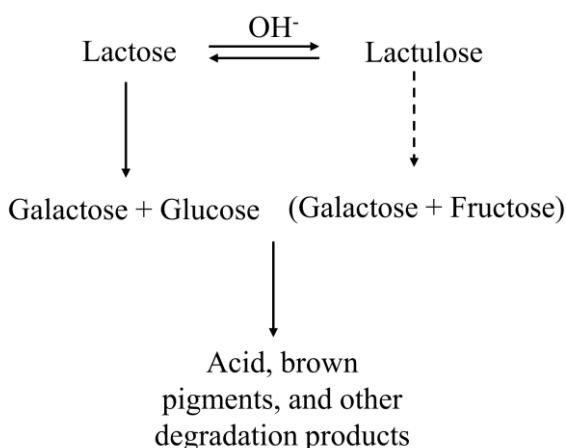 OH-
Lactose Lactulose
Galactose + Glucose (Galactose + Fructose)
Acid, brown
pigments, and other
degradation products